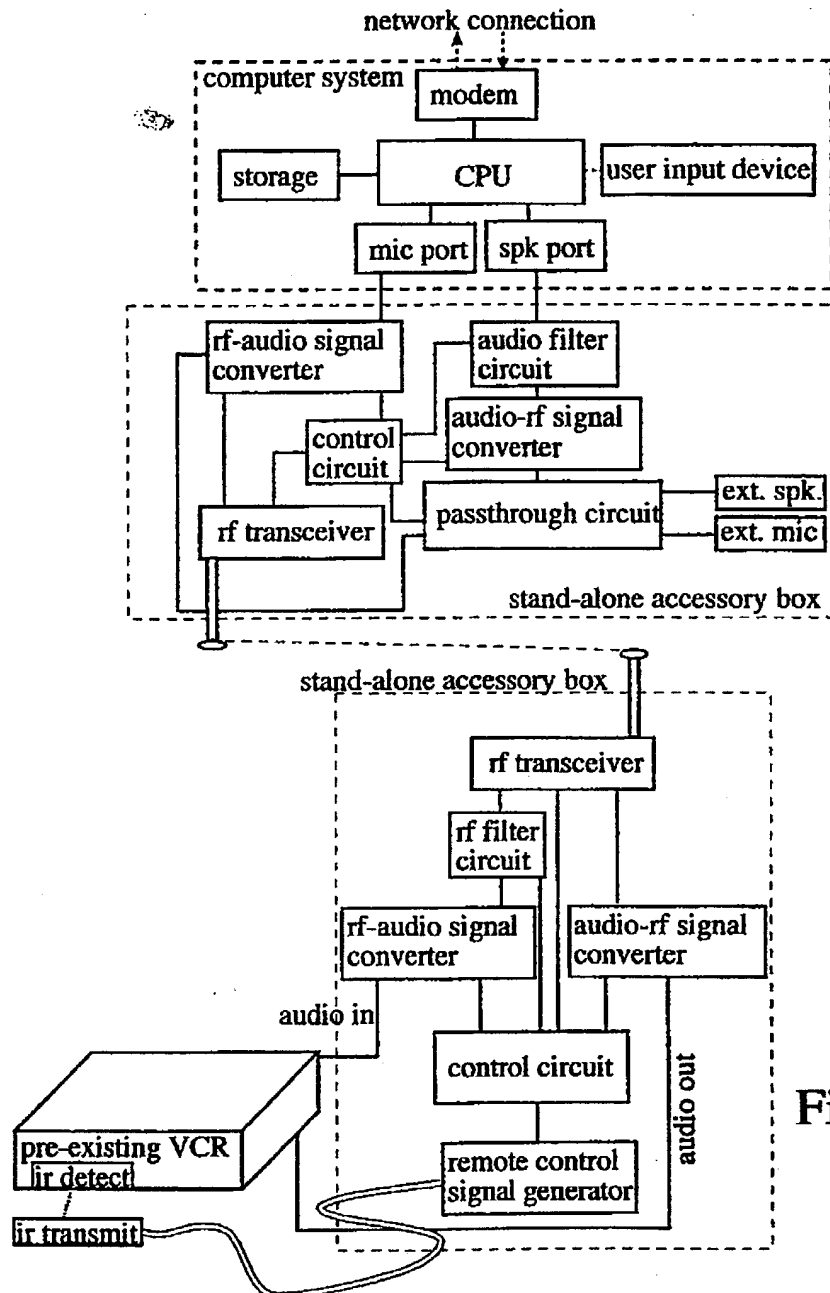 network connection
computer system
modem
storage
CPU
user input device
mic port
spk port
rf-audio signal
converter
audio filter
circuit
control
circuit
audio-rf signal
converter
rf transceiver
passthrough circuit
ext. spk.
ext. mic
stand-alone accessory box
stand-alone accessory box
rf transceiver
rf filter
circuit
rf-audio signal
converter
audio-rf signal
converter
audio in
control circuit
audio out
pre-existing VCR
ir detect
remote control
signal generator
ir transmit